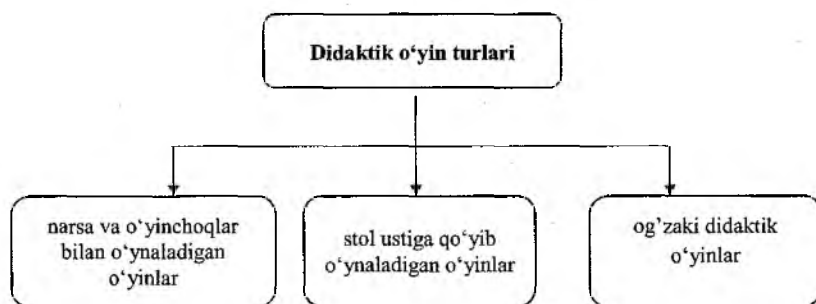 Didaktik o‘yin turlari
narsa va o‘yinchoqlar
bilan o‘ynaladigan
o‘yinlar
stol ustiga qo‘yib
o‘ynaladigan o‘yinlar
og’zaki didaktik
o‘yinlar